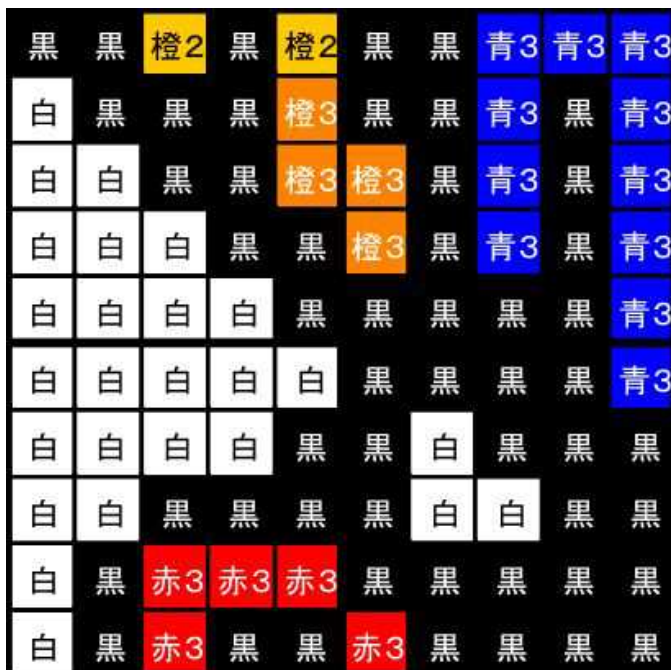 黒 黒 橙2 黒 橙2 黒 黒 青3 青3 青3
白 黒 黒 黒 橙3 黒 黒 青3 黒 青3
白 白 黒 黒 橙3 橙3 黒 青3 黒 青3
白 白 白 黒 黒 橙3 黒 青3 黒 青3
白 白 白 白 黒 黒 黒 黒 黒 青3
白 白 白 白 白 黒 黒 黒 黒 青3
白 白 白 白 黒 黒 白 黒 黒 黒
白 白 黒 黒 黒 黒 白 白 黒 黒
白 黒 赤3 赤3 赤3 黒 黒 黒 黒 黒
白 黒 赤3 黒 黒 赤3 黒 黒 黒 黒